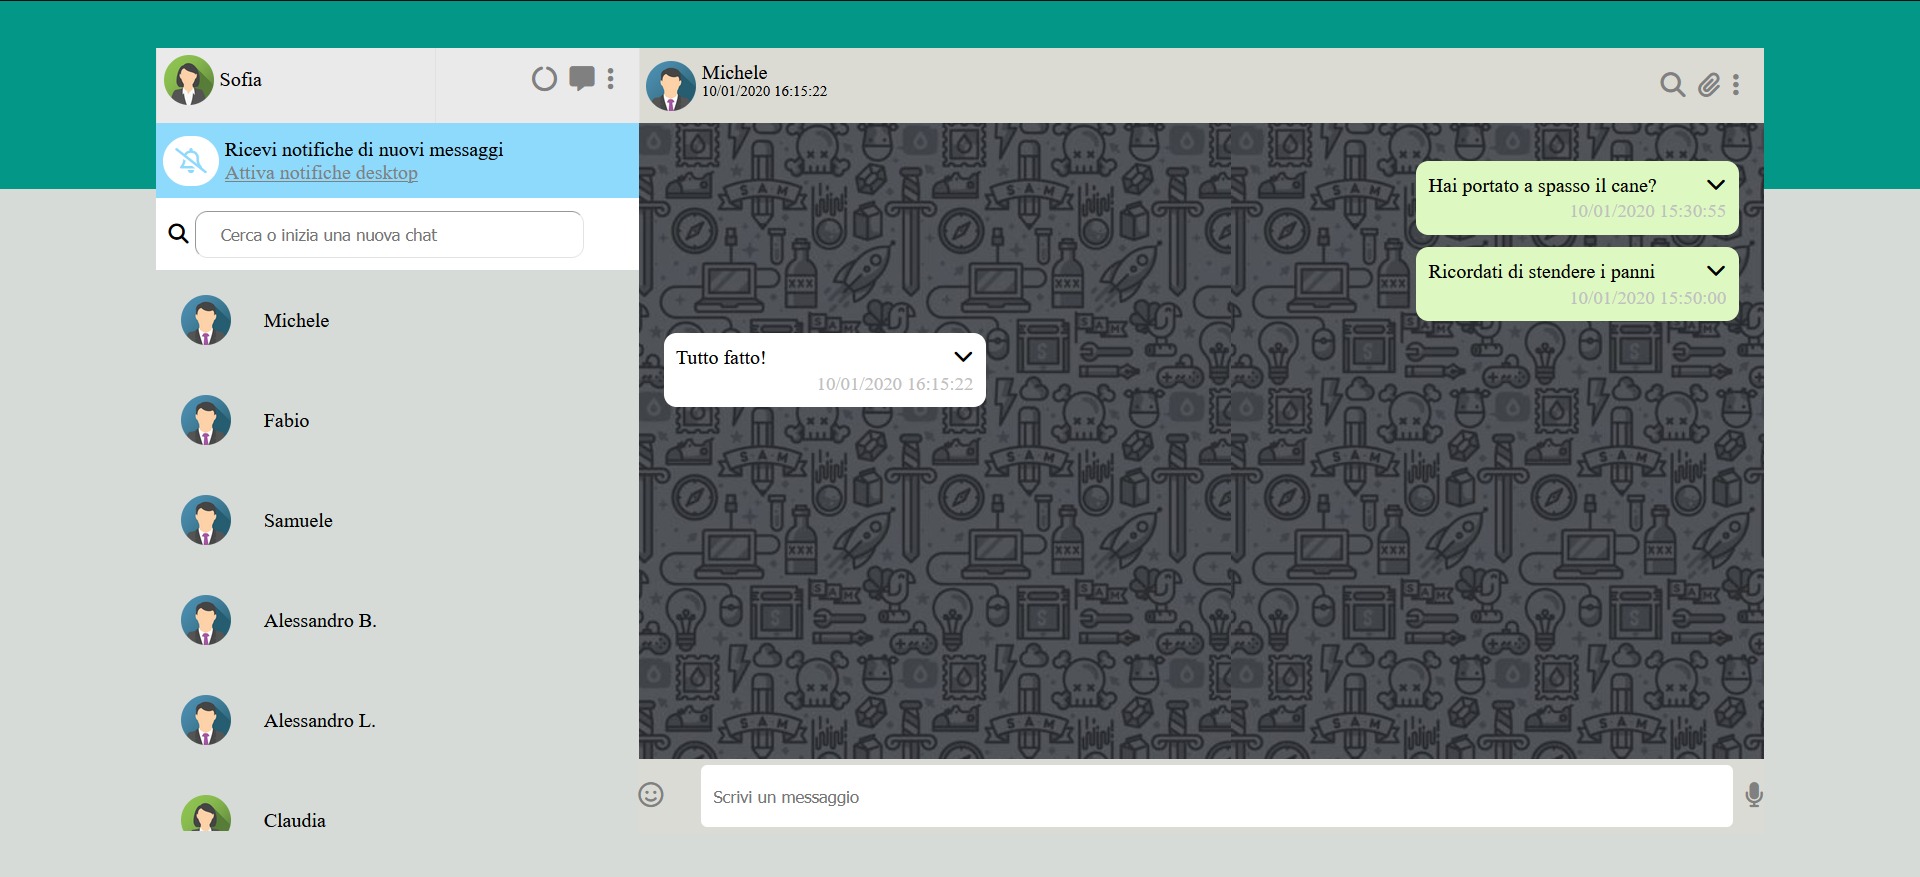 Sofia
Ricevi notifiche di nuovi messaggi
Attiva notifiche desktop
Cerca o inizia una nuova chat
Michele
Fabio
Samuele
Alessandro B.
Alessandro L.
Claudia
Michele
10/01/2020 16:15:22
Hai portato a spasso il cane?
10/01/2020 15:30:55
Ricordati di stendere i panni
10/01/2020 15:50:00
Tutto fatto!
10/01/2020 16:15:22
SAM
XXX
Scrivi un messaggio